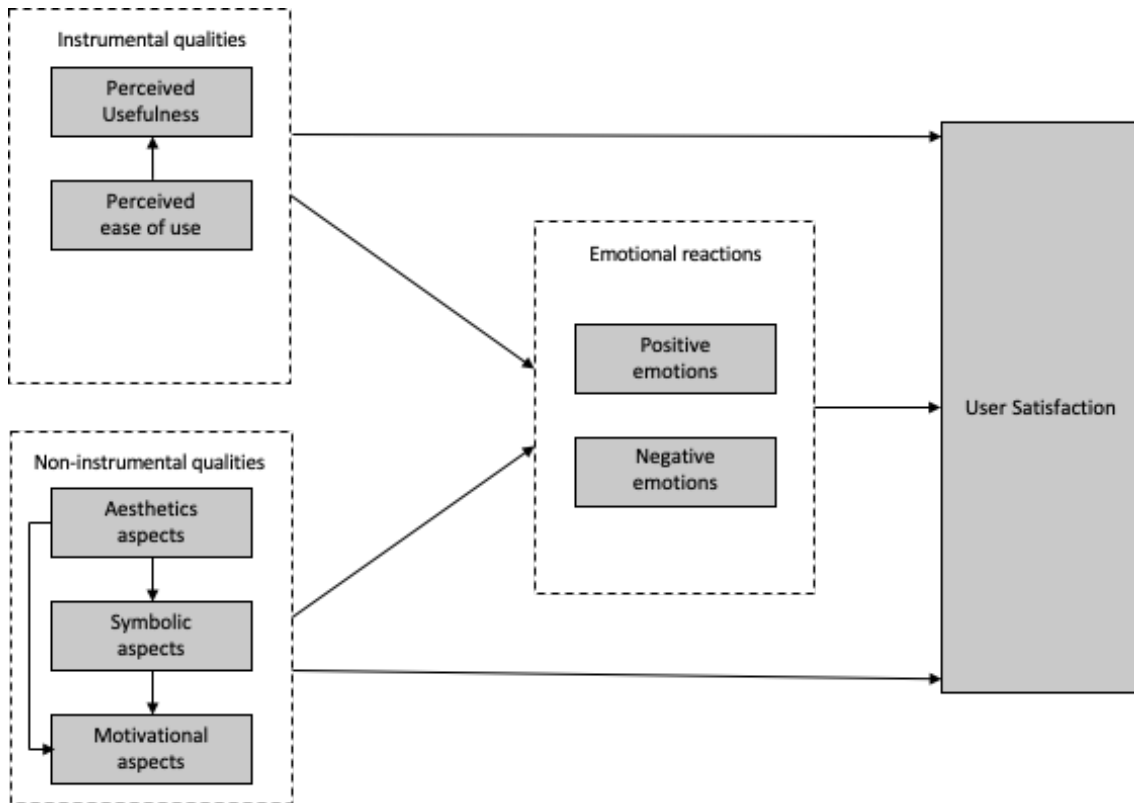 Instrumental qualities
Perceived
Usefulness
Perceived
ease of use
Emotional reactions
Positive
emotions
Negative
emotions
User Satisfaction
Non-instrumental qualities
Aesthetics
aspects
Symbolic
aspects
Motivational
aspects